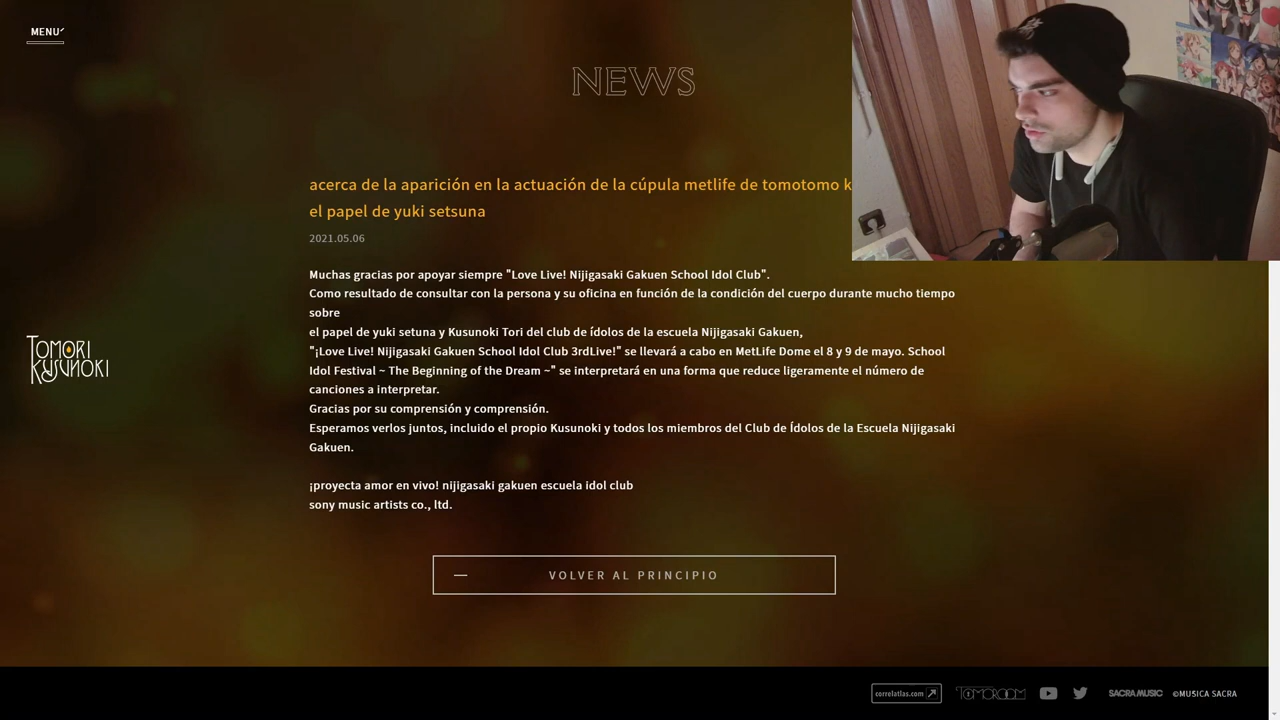 MENU
NEWS
acerca de la aparición en la actuación de la cúpula metlife de tomotomo k
el papel de yuki setsuna
2021.05.06
Muchas gracias por apoyar siempre "Love Live! Nijigasaki Gakuen School Idol Club".
Como resultado de consultar con la persona y su oficina en función de la condición del cuerpo durante mucho tiempo
sobre
el papel de yuki setuna y Kusunoki Tori del club de ídolos de la escuela Nijigasaki Gakuen,
"¡Love Live! Nijigasaki Gakuen School Idol Club 3rdLive!" se llevará a cabo en MetLife Dome el 8 y 9 de mayo. School
Idol Festival ~ The Beginning of the Dream ~" se interpretará en una forma que reduce ligeramente el número de
canciones a interpretar.
Gracias por su comprensión y comprensión.
Esperamos verlos juntos, incluido el propio Kusunoki y todos los miembros del Club de Ídolos de la Escuela Nijigasaki
Gakuen.
¡proyecta amor en vivo! nijigasaki gakuen escuela idol club
sony music artists co., ltd.
TOMORI
KUSUNOKI
VOLVER AL PRINCIPIO
correlatlas.com
TOMOROOM
SACRA MUSIC
©MUSICA SACRA